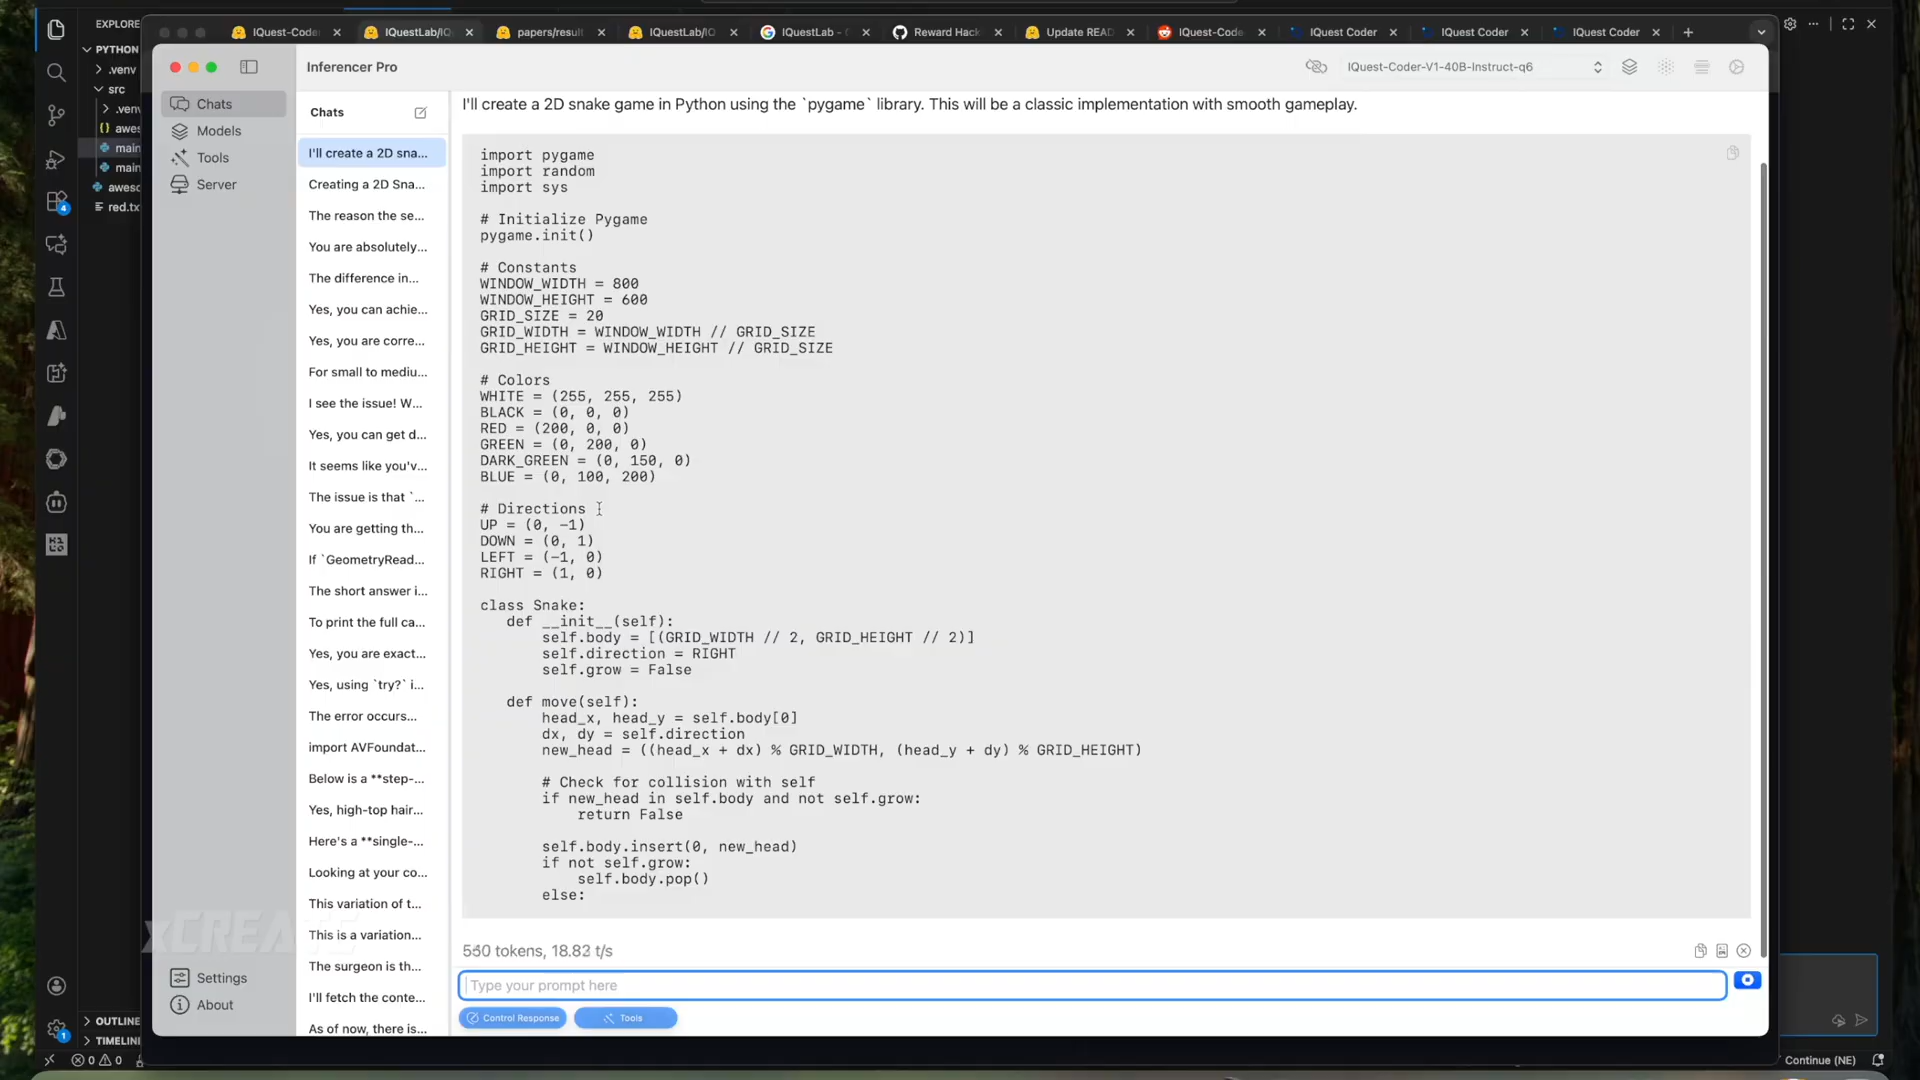 EXPLORE
PYTHON
.venv
src
.ven
awes
main
main
awesc
red.tx
OUTLINE
TIMELIN
0 0
4
1
IQuest-Code
IQuestLab/IQ
papers/resul
IQuestLab/IQ
IQuestLab - G
Reward Hack
Update READ
IQuest-Code
IQuest Coder
IQuest Coder
IQuest Coder
Inferencer Pro
IQuest-Coder-V1-40B-Instruct-q6
Chats
Models
Tools
Server
Settings
About
Chats
I'll create a 2D sna...
Creating a 2D Sna...
The reason the se...
You are absolutely...
The difference in...
Yes, you can achie...
Yes, you are corre...
For small to mediu...
I see the issue! W...
Yes, you can get d...
It seems like you'v...
The issue is that `...
You are getting th...
If `GeometryRead...
The short answer i...
To print the full ca...
Yes, you are exact...
Yes, using `try?` i...
The error occurs...
import AVFoundat...
Below is a **step-...
Yes, high-top hair...
Here's a **single-...
Looking at your co...
This variation of t...
This is a variation...
The surgeon is th...
I'll fetch the conte...
As of now, there is...
xCREATE
I'll create a 2D snake game in Python using the `pygame` library. This will be a classic implementation with smooth gameplay.
import pygame
import random
import sys
# Initialize Pygame
pygame.init()
# Constants
WINDOW_WIDTH = 800
WINDOW_HEIGHT = 600
GRID_SIZE = 20
GRID_WIDTH = WINDOW_WIDTH // GRID_SIZE
GRID_HEIGHT = WINDOW_HEIGHT // GRID_SIZE
# Colors
WHITE = (255, 255, 255)
BLACK = (0, 0, 0)
RED = (200, 0, 0)
GREEN = (0, 200, 0)
DARK_GREEN = (0, 150, 0)
BLUE = (0, 100, 200)
# Directions
UP = (0, -1)
DOWN = (0, 1)
LEFT = (-1, 0)
RIGHT = (1, 0)
class Snake:
def __init__(self):
self.body = [(GRID_WIDTH // 2, GRID_HEIGHT // 2)]
self.direction = RIGHT
self.grow = False
def move(self):
head_x, head_y = self.body[0]
dx, dy = self.direction
new_head = ((head_x + dx) % GRID_WIDTH, (head_y + dy) % GRID_HEIGHT)
# Check for collision with self
if new_head in self.body and not self.grow:
return False
self.body.insert(0, new_head)
if not self.grow:
self.body.pop()
else:
tokens, 18.82 t/s
Type your prompt here
Control Response
Tools
Continue (NE)